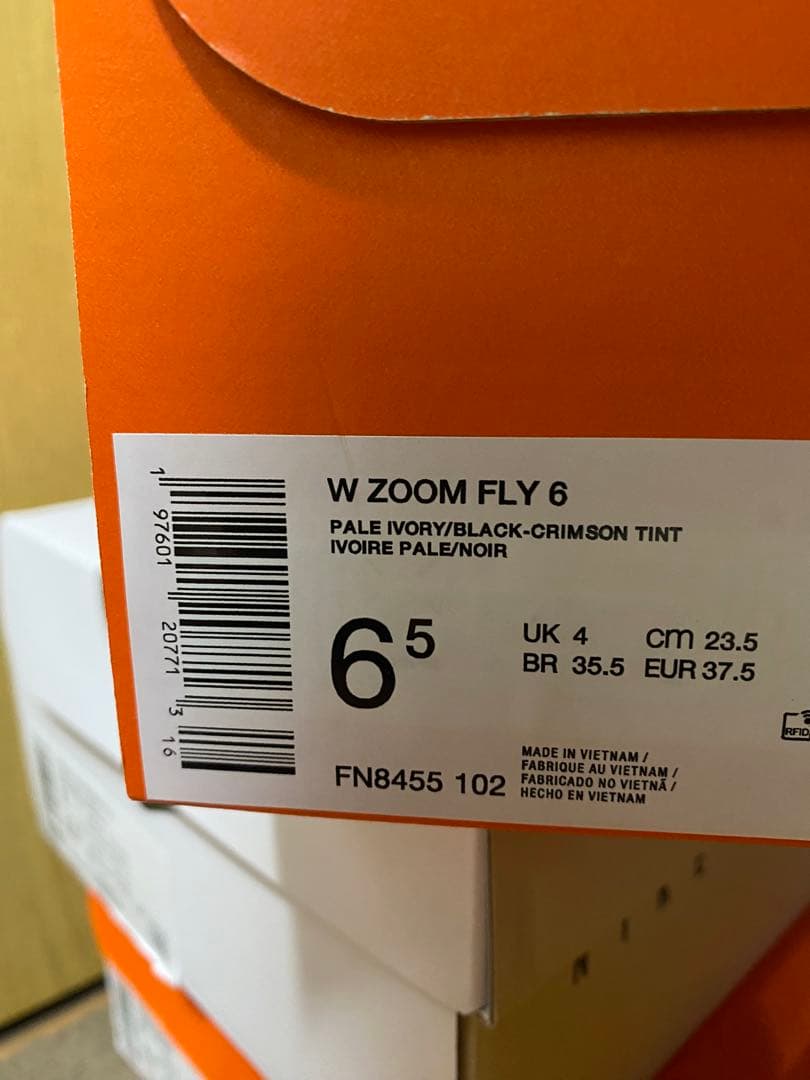 W ZOOM FLY 6
PALE IVORY/BLACK-CRIMSON TINT
IVOIRE PALE/NOIR
6 5
UK 4 cm 23.5
BR 35.5 EUR 37.5
RFID
FN8455 102
MADE IN VIETNAM /
FABRIQUE AU VIETNAM /
FABRICADO NO VIETNÃ /
HECHO EN VIETNAM
1 97601 20771 3 16
N I K E